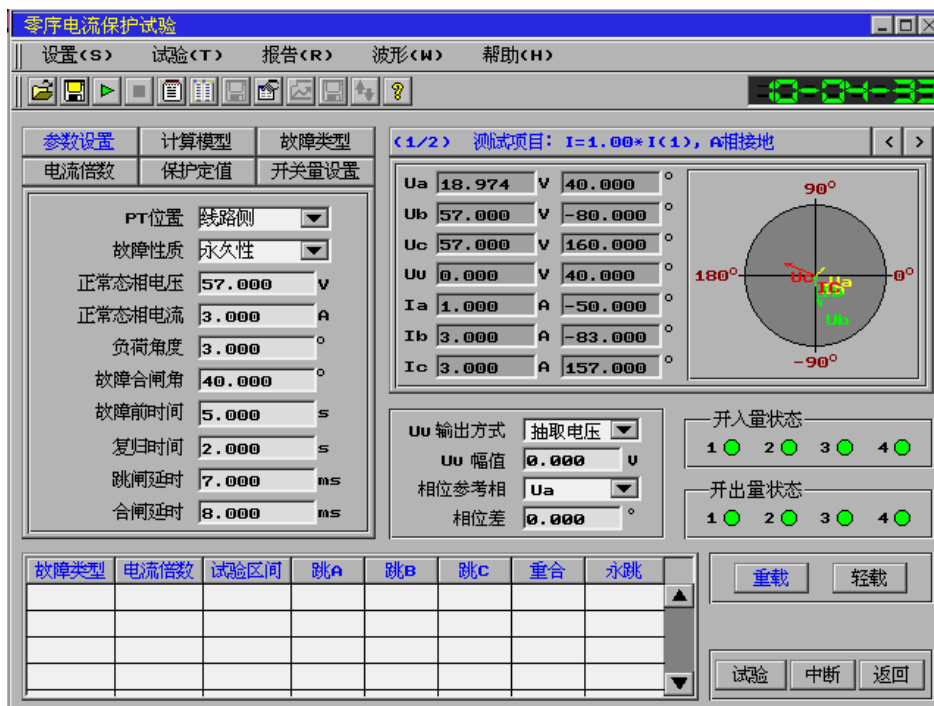 零序电流保护试验
设置(S) 试验(T) 报告(R) 波形(W) 帮助(H)
参数设置 计算模型 故障类型
电流倍数 保护定值 开关量设置
PT位置 线路侧
故障性质 永久性
正常态相电压 57.000 V
正常态相电流 3.000 A
负荷角度 3.000 °
故障合闸角 40.000 °
故障前时间 5.000 s
复归时间 2.000 s
跳闸延时 7.000 ms
合闸延时 8.000 ms
(1/2) 测试项目: I=1.00*I(1), A相接地 < >
Ua 18.974 V 40.000 °
Ub 57.000 V -80.000 °
Uc 57.000 V 160.000 °
Uu 0.000 V 40.000 °
Ia 1.000 A -50.000 °
Ib 3.000 A -83.000 °
Ic 3.000 A 157.000 °
90°
180° Uc Ua IC 0°
Ub
-90°
Uu 输出方式 抽取电压
Uu 幅值 0.000 V
相位参考相 Ua
相位差 0.000 °
开入量状态
1 2 3 4
开出量状态
1 2 3 4
故障类型 电流倍数 试验区间 跳A 跳B 跳C 重合 永跳
重载 轻载
试验 中断 返回